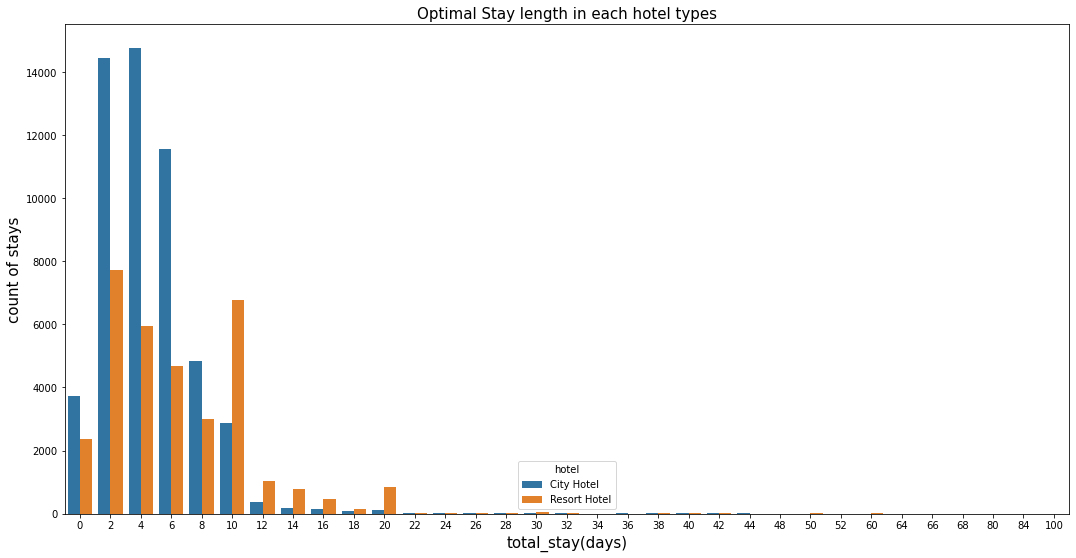 Optimal Stay length in each hotel types
count of stays
14000
12000
10000
8000
6000
4000
2000
0
hotel
City Hotel
Resort Hotel
0 2 4 6 8 10 12 14 16 18 20 22 24 26 28 30 32 34 36 38 40 42 44 48 50 52 60 64 66 68 80 84 100
total_stay(days)